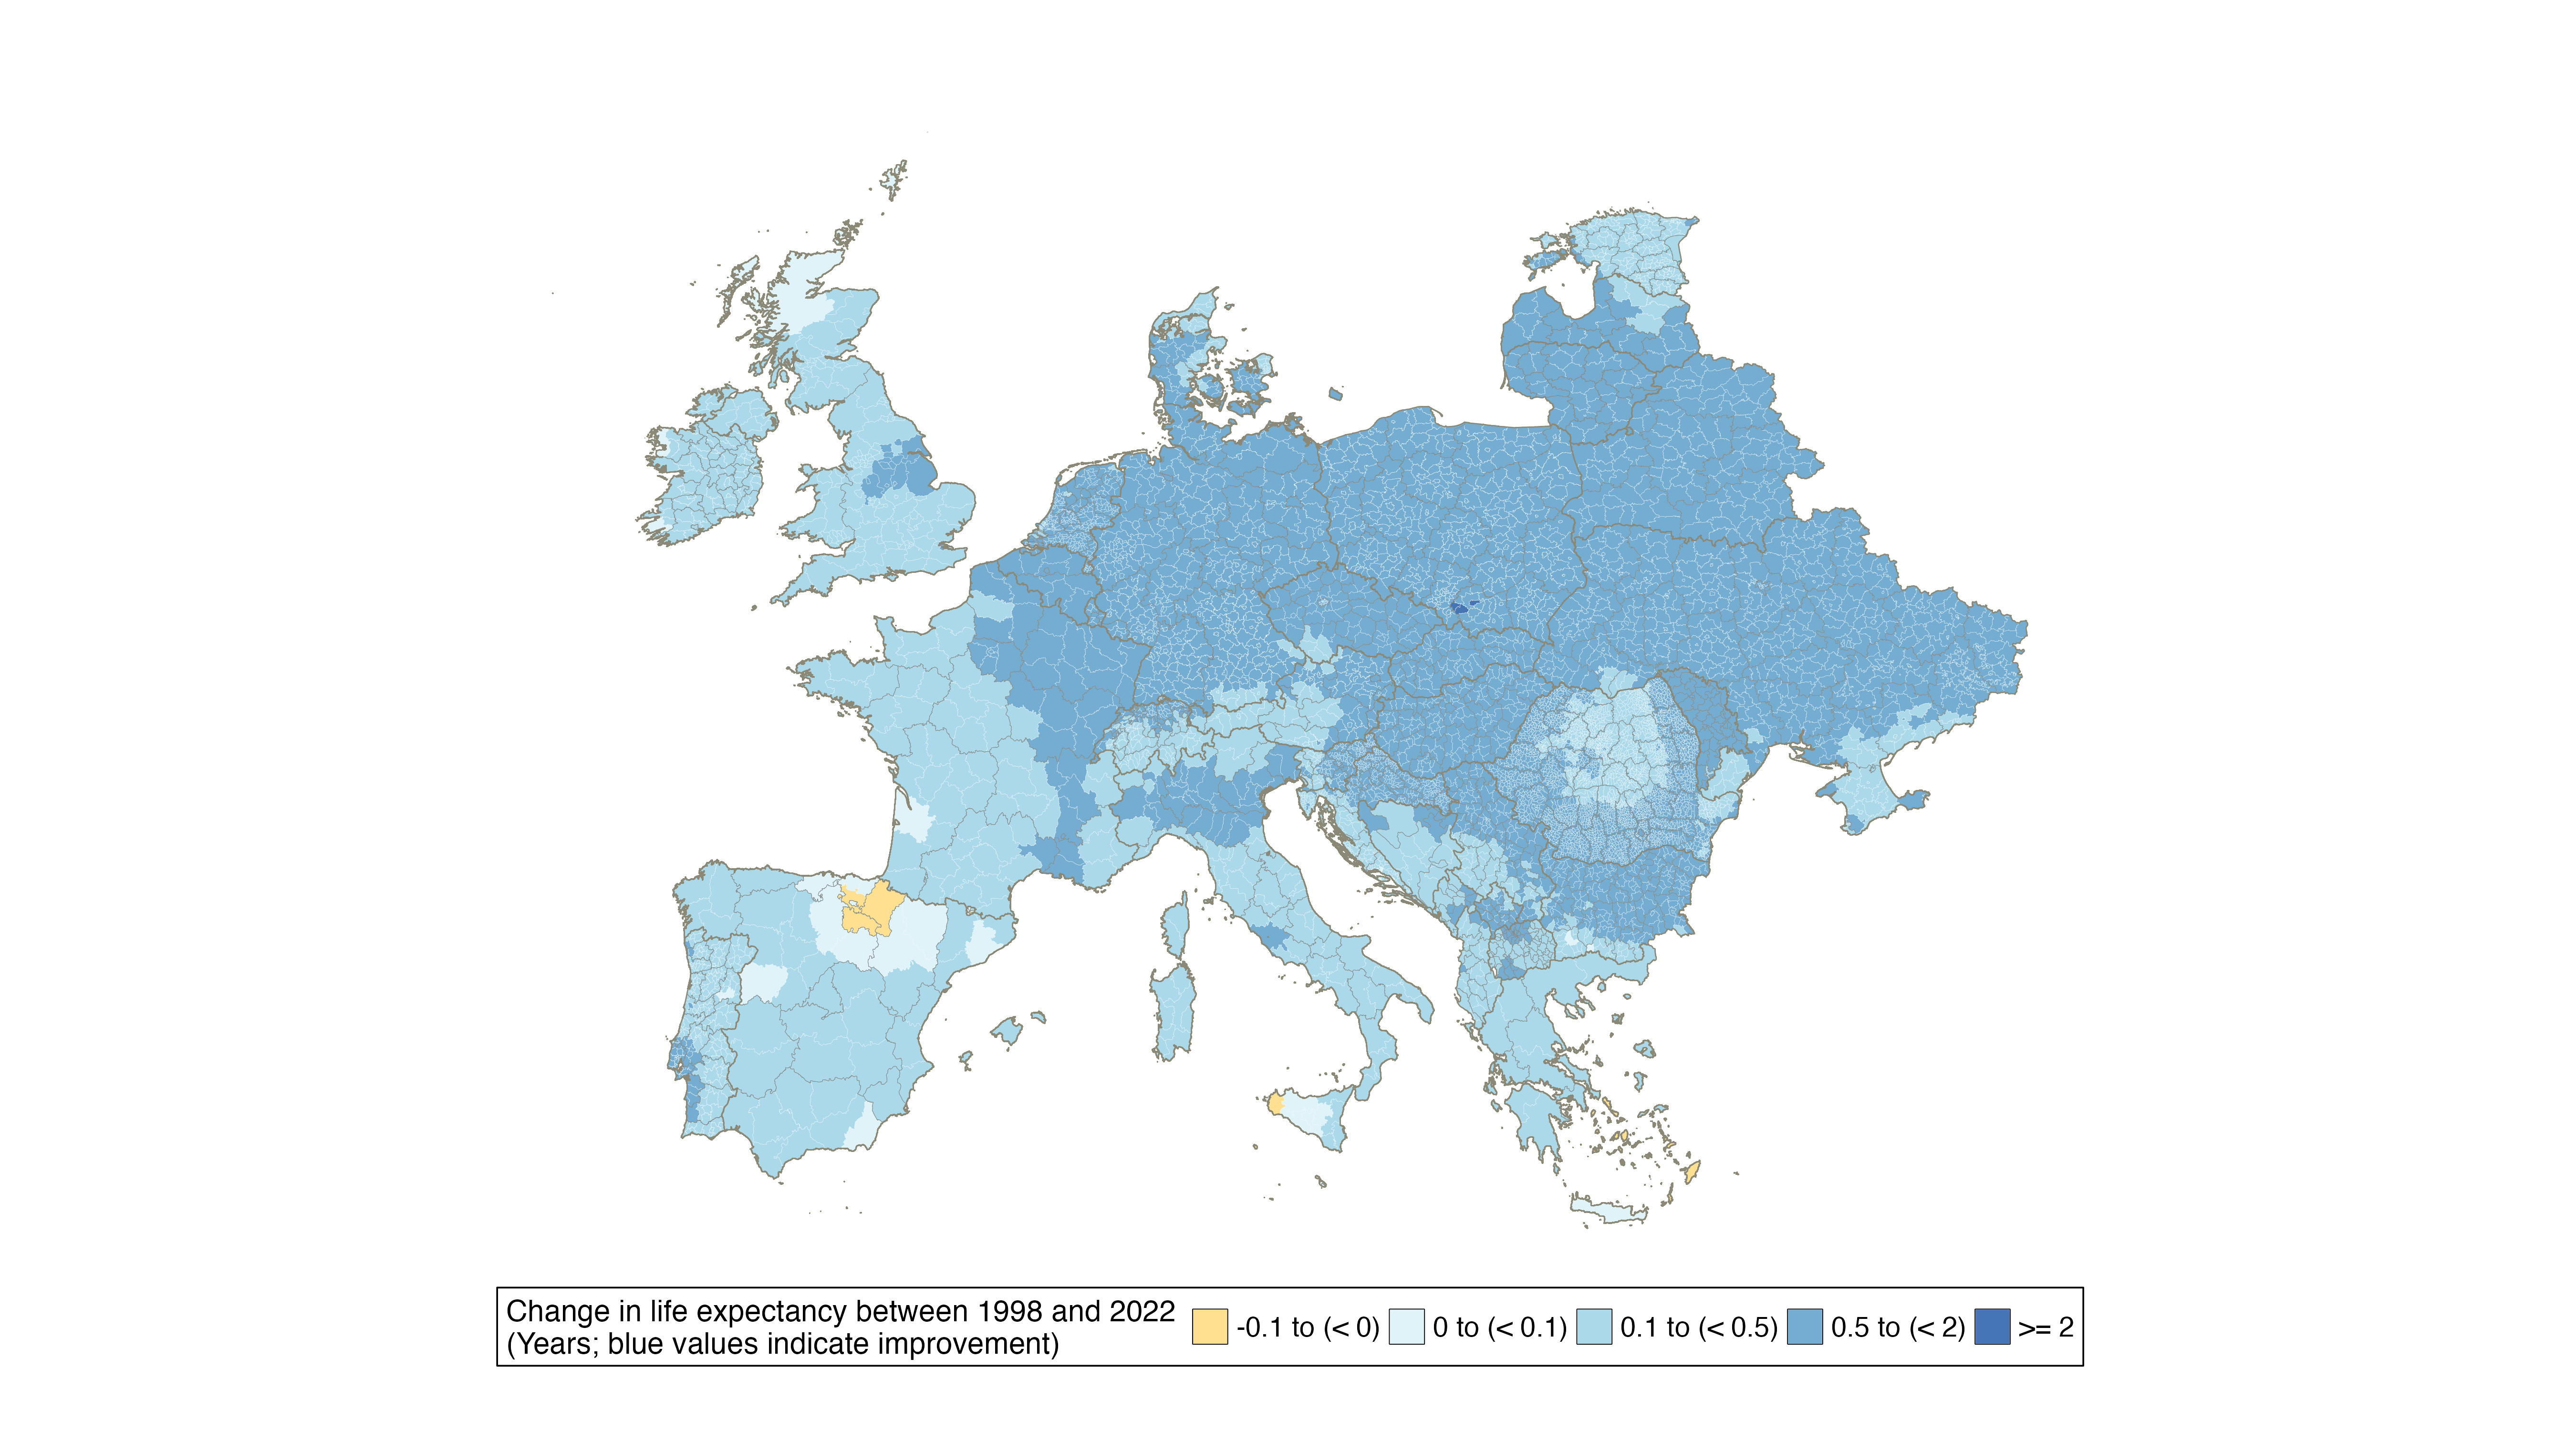 Change in life expectancy between 1998 and 2022
(Years; blue values indicate improvement)
-0.1 to (< 0)
0 to (< 0.1)
0.1 to (< 0.5)
0.5 to (< 2)
>= 2